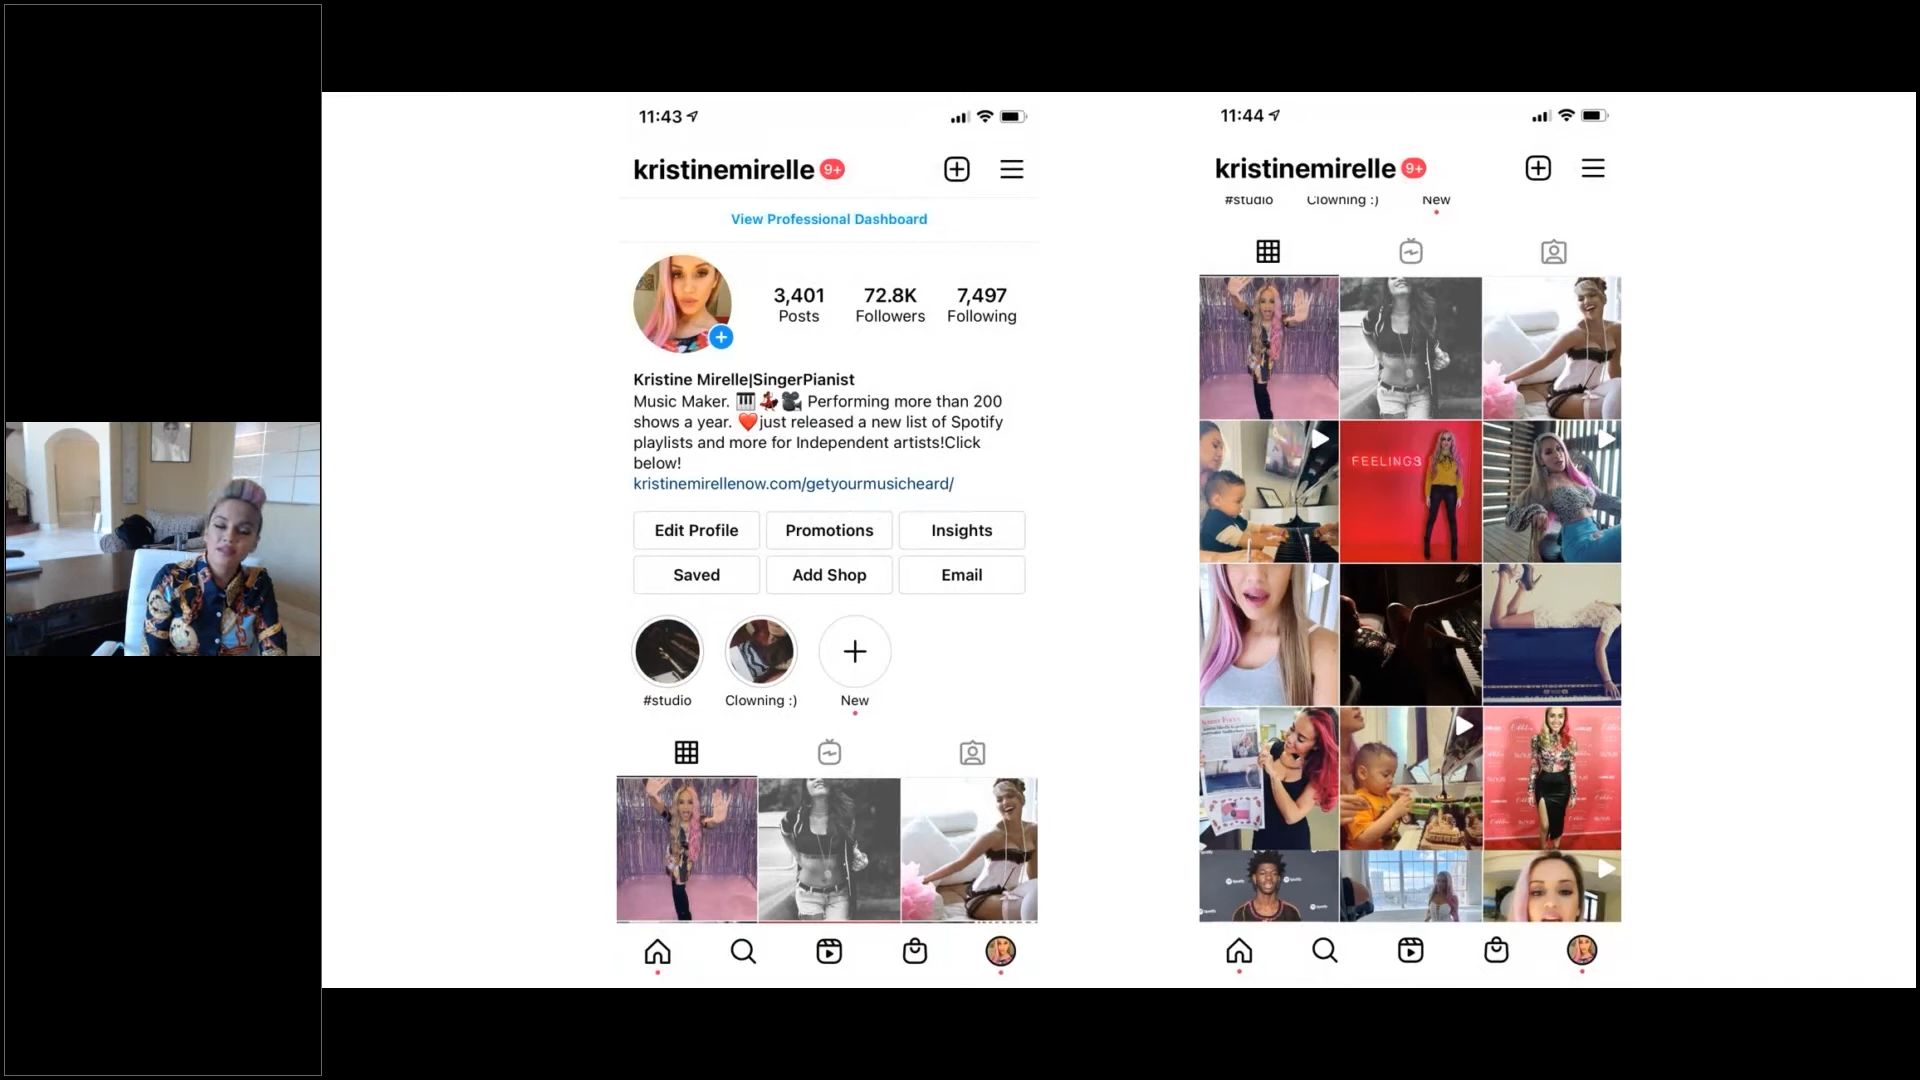 11:43
kristinemirelle 9+
View Professional Dashboard
3,401
Posts
72.8K
Followers
7,497
Following
Kristine Mirelle|SingerPianist
Music Maker. 🎹💃🎥 Performing more than 200
shows a year. ❤️just released a new list of Spotify
playlists and more for Independent artists!Click
below!
kristinemirellenow.com/getyourmusicheard/
Edit Profile
Promotions
Insights
Saved
Add Shop
Email
#studio
Clowning :)
New
11:44
kristinemirelle 9+
#studio
Clowning :)
New
FEELINGS
Spotify
Spotify